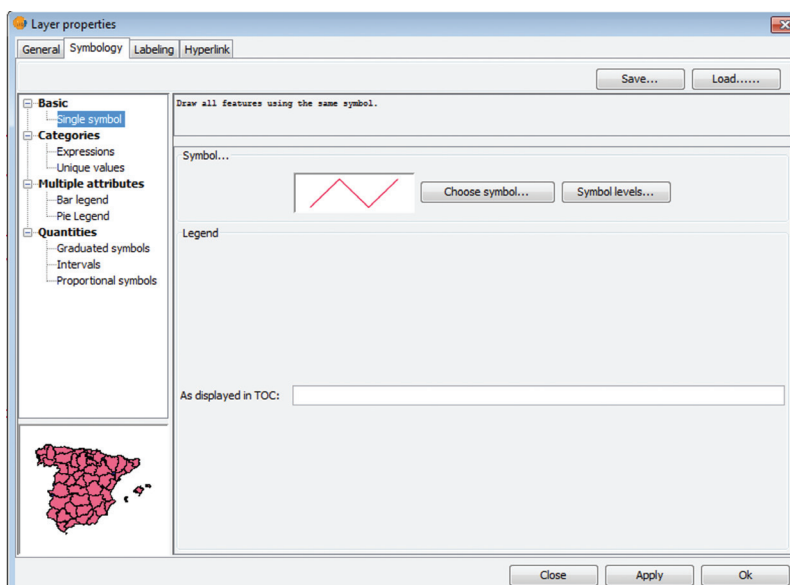 Layer properties
General Symbology Labeling Hyperlink
Save... Load......
Basic
Single symbol
Categories
Expressions
Unique values
Multiple attributes
Bar legend
Pie Legend
Quantities
Graduated symbols
Intervals
Proportional symbols
Draw all features using the same symbol.
Symbol...
Choose symbol... Symbol levels...
Legend
As displayed in TOC:
Close Apply Ok